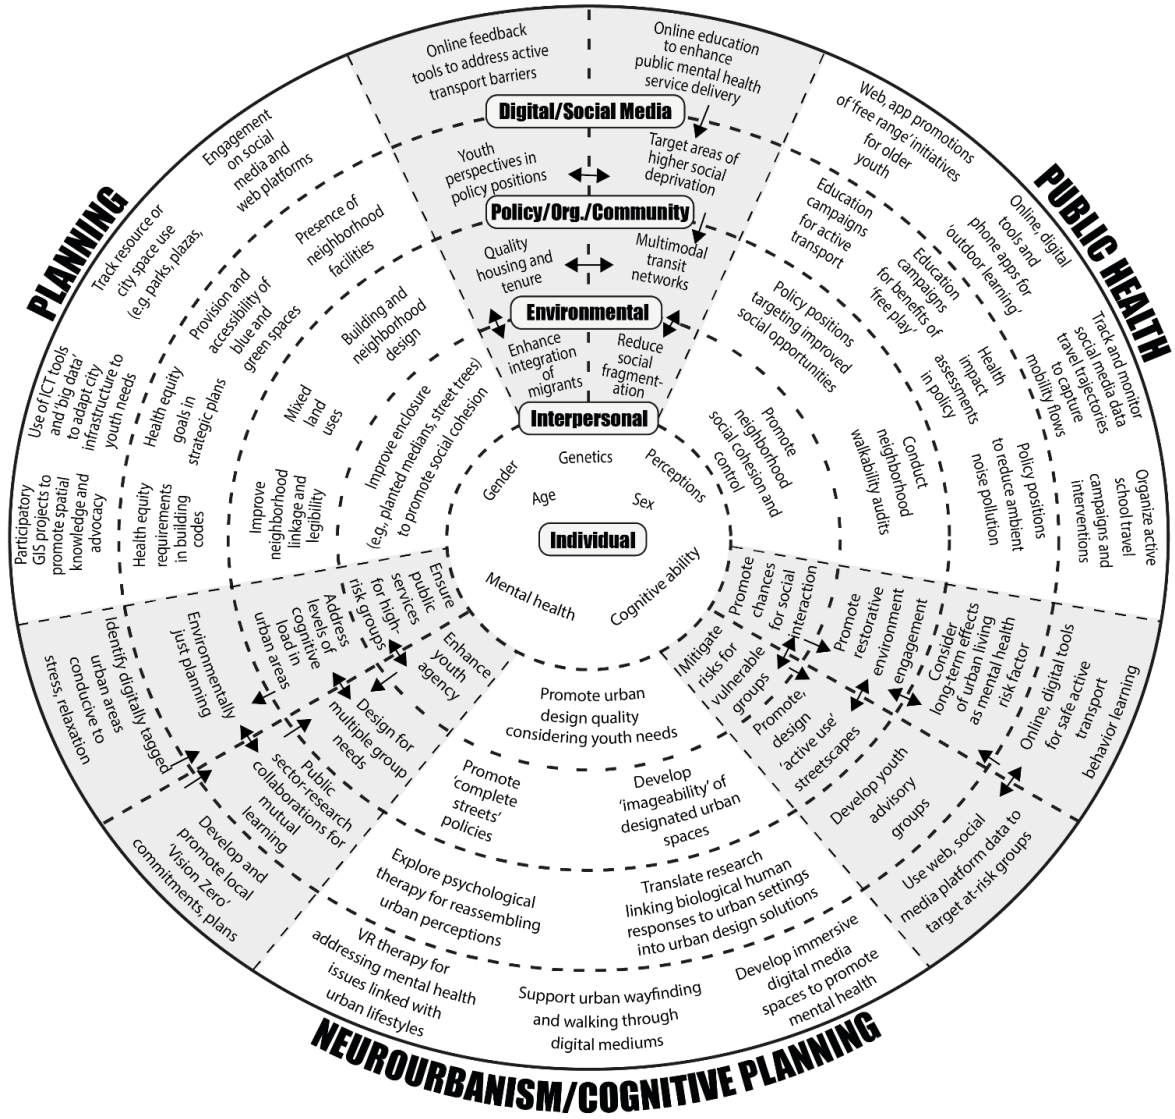 PLANNING
PUBLIC HEALTH
NEUROURBANISM/COGNITIVE PLANNING
Online feedback
tools to address active
transport barriers
Online education
to enhance
public mental health
service delivery
Digital/Social Media
Youth
perspectives in
policy positions
Target areas of
higher social
deprivation
Policy/Org./Community
Quality
housing and
tenure
Multimodal
transit
networks
Environmental
Enhance
integration
of
migrants
Reduce
social
fragment-
ation
Interpersonal
Gender
Genetics
Perceptions
Age
Sex
Individual
Mental health
Cognitive ability
Engagement
on social
media and
web platforms
Track resource or
city space use
(e.g. parks, plazas,
Use of ICT tools
and 'big data'
to adapt city
infrastructure to
youth needs
Participatory
GIS projects to
promote spatial
knowledge and
advocacy
Presence of
neighborhood
facilities
Provision and
accessibility of
blue and
green spaces
Health equity
goals in
strategic plans
Health equity
requirements
in building
codes
Building and
neighborhood
design
Mixed
land
uses
Improve
neighborhood
linkage and
legibility
Improve enclosure
(e.g., planted medians, street trees)
to promote social cohesion
Web, app promotions
of 'free range' initiatives
for older
youth
Online, digital
tools and
phone apps for
'outdoor learning'
Track and monitor
social media data
travel trajectories
to capture
mobility flows
Organize active
school travel
campaigns and
interventions
Education
campaigns
for active
transport
Education
campaigns
for benefits of
'free play'
Health
impact
assessments
in policy
Policy positions
to reduce ambient
noise pollution
Policy positions
targeting improved
social opportunities
Conduct
neighborhood
walkability audits
Promote
neighborhood
social cohesion and
control
Promote
chances
for social
interaction
Promote
restorative
environment
engagement
Consider
long-term effects
of urban living
as mental health
risk factor
Online, digital tools
for safe active
transport
behavior learning
Mitigate
risks for
vulnerable
groups
Promote,
design
'active use'
streetscapes
Develop youth
advisory
groups
Use web, social
media platform data to
target at-risk groups
Promote urban
design quality
considering youth needs
Promote
'complete
streets'
policies
Develop
'imageability' of
designated urban
spaces
Explore psychological
therapy for reassembling
urban perceptions
Translate research
linking biological human
responses to urban settings
into urban design solutions
VR therapy for
addressing mental health
issues linked with
urban lifestyles
Support urban wayfinding
and walking through
digital mediums
Develop immersive
digital media
spaces to promote
mental health
Ensure
public
services
for high-
risk groups
Address
levels of
cognitive
load in
urban areas
Environmentally
just planning
Identify digitally tagged
urban areas
conducive to
stress, relaxation
Enhance
youth
agency
Design for
multiple group
needs
Public
sector-research
collaborations for
mutual
learning
Develop and
promote local
'Vision Zero'
commitments, plans